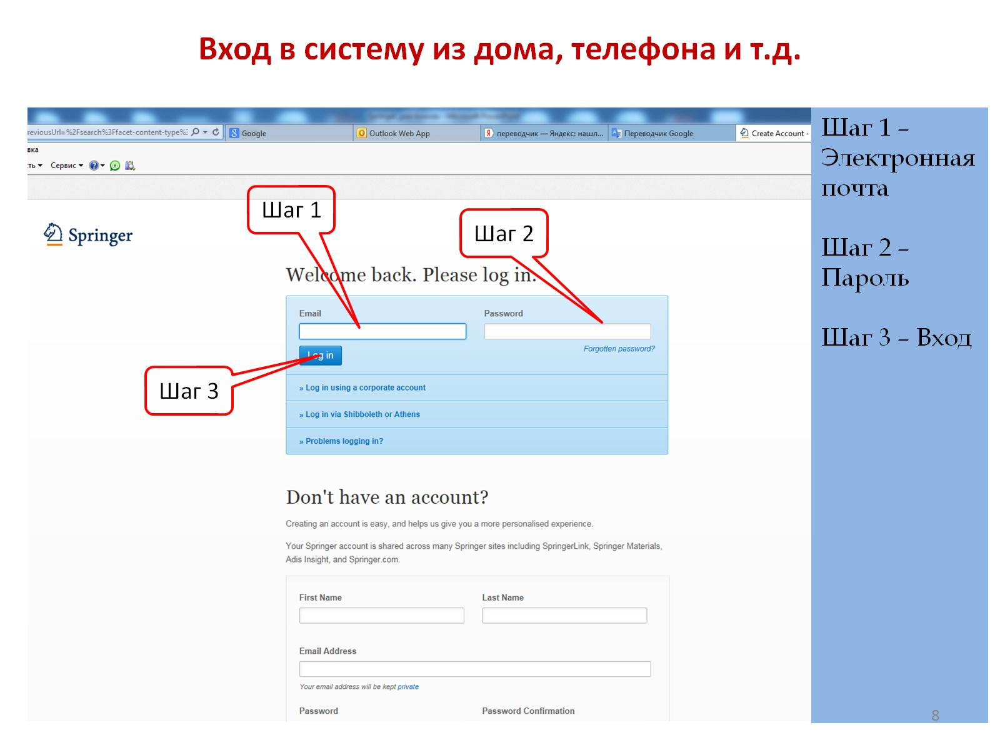 Вход в систему из дома, телефона и т.д.
reviousUrl=%2Fsearch%3Ffacet-content-type%3
Google
Outlook Web App
переводчик — Яндекс: нашл...
Переводчик Google
Create Account -
вка
ть
Сервис
Springer
Шаг 1
Шаг 2
Welcome back. Please log in.
Email
Password
Forgotten password?
Log in
Шаг 3
» Log in using a corporate account
» Log in via Shibboleth or Athens
» Problems logging in?
Don't have an account?
Creating an account is easy, and helps us give you a more personalised experience.
Your Springer account is shared across many Springer sites including SpringerLink, Springer Materials,
Adis Insight, and Springer.com.
First Name
Last Name
Email Address
Your email address will be kept private
Password
Password Confirmation
Шаг 1 –
Электронная
почта
Шаг 2 –
Пароль
Шаг 3 – Вход
8